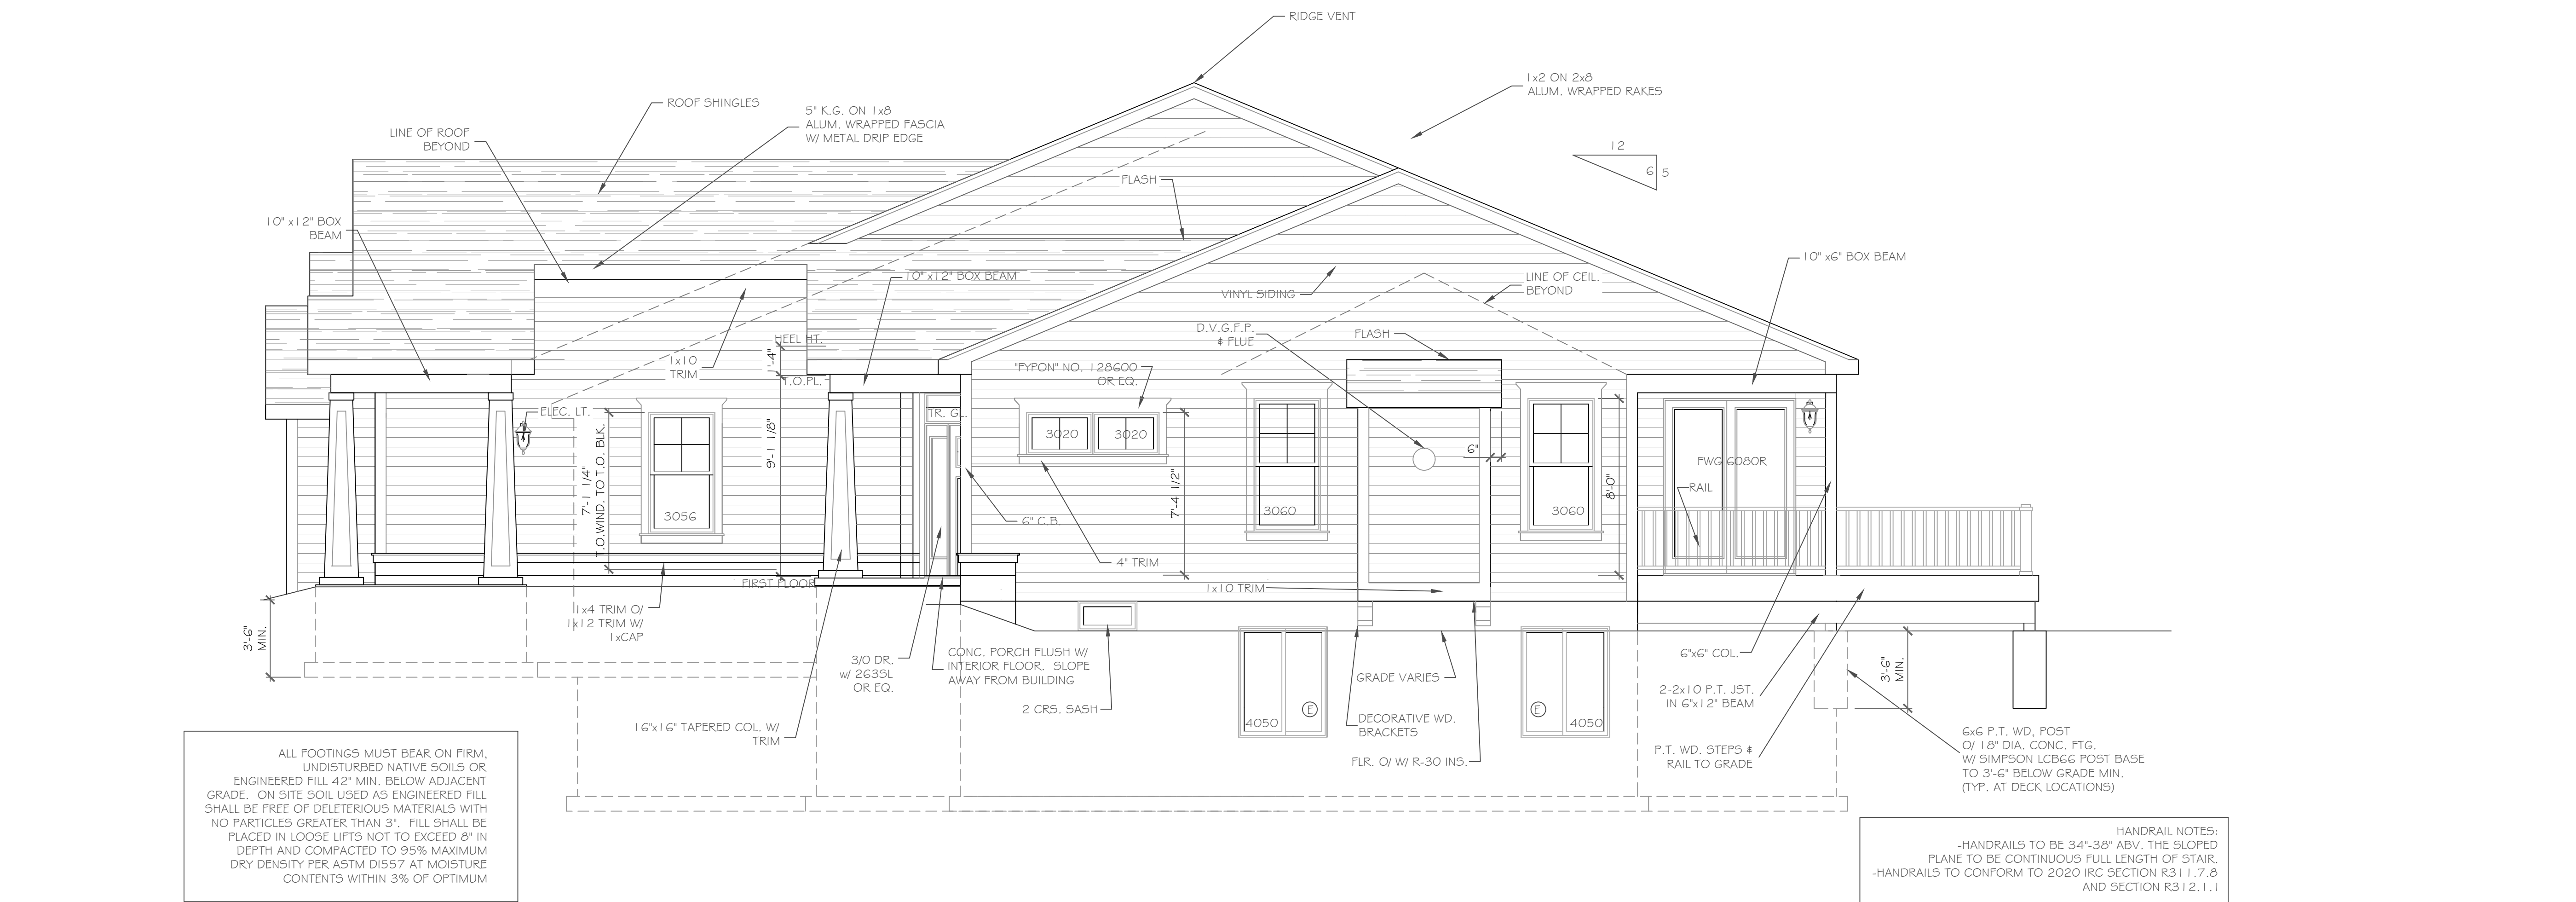 RIDGE VENT
1x2 ON 2x8
ALUM. WRAPPED RAKES
ROOF SHINGLES
5" K.G. ON 1x8
ALUM. WRAPPED FASCIA
W/ METAL DRIP EDGE
LINE OF ROOF
BEYOND
12
6
5
FLASH
10" x12" BOX
BEAM
10" x6" BOX BEAM
10" x12" BOX BEAM
LINE OF CEIL.
BEYOND
VINYL SIDING
D.V.G.F.P.
& FLUE
FLASH
HEEL HT.
1x10
TRIM
T.O.PL.
"FYPON" NO. 128600
OR EQ.
ELEC. LT.
TR. G...
3020
3020
9'-1 1/8"
7'-1 1/4"
T.O.WIND. TO T.O. BLK.
7'-4 1/2"
6"
8'-0"
FWG 6080R
RAIL
3056
3060
3060
6" C.B.
4" TRIM
1x10 TRIM
FIRST FLOOR
1x4 TRIM O/
1x12 TRIM W/
1xCAP
3'-6"
MIN.
3/0 DR.
w/ 263SL
OR EQ.
CONC. PORCH FLUSH W/
INTERIOR FLOOR. SLOPE
AWAY FROM BUILDING
2 CRS. SASH
GRADE VARIES
6"x6" COL.
3'-6"
MIN.
2-2x10 P.T. JST.
IN 6"x12" BEAM
4050
E
E
4050
DECORATIVE WD.
BRACKETS
16"x16" TAPERED COL. W/
TRIM
FLR. O/ W/ R-30 INS.
P.T. WD. STEPS &
RAIL TO GRADE
6x6 P.T. WD, POST
O/ 18" DIA. CONC. FTG.
W/ SIMPSON LCB66 POST BASE
TO 3'-6" BELOW GRADE MIN.
(TYP. AT DECK LOCATIONS)
ALL FOOTINGS MUST BEAR ON FIRM,
UNDISTURBED NATIVE SOILS OR
ENGINEERED FILL 42" MIN. BELOW ADJACENT
GRADE. ON SITE SOIL USED AS ENGINEERED FILL
SHALL BE FREE OF DELETERIOUS MATERIALS WITH
NO PARTICLES GREATER THAN 3". FILL SHALL BE
PLACED IN LOOSE LIFTS NOT TO EXCEED 8" IN
DEPTH AND COMPACTED TO 95% MAXIMUM
DRY DENSITY PER ASTM D1557 AT MOISTURE
CONTENTS WITHIN 3% OF OPTIMUM
HANDRAIL NOTES:
-HANDRAILS TO BE 34"-38" ABV. THE SLOPED
PLANE TO BE CONTINUOUS FULL LENGTH OF STAIR.
-HANDRAILS TO CONFORM TO 2020 IRC SECTION R311.7.8
AND SECTION R312.1.1